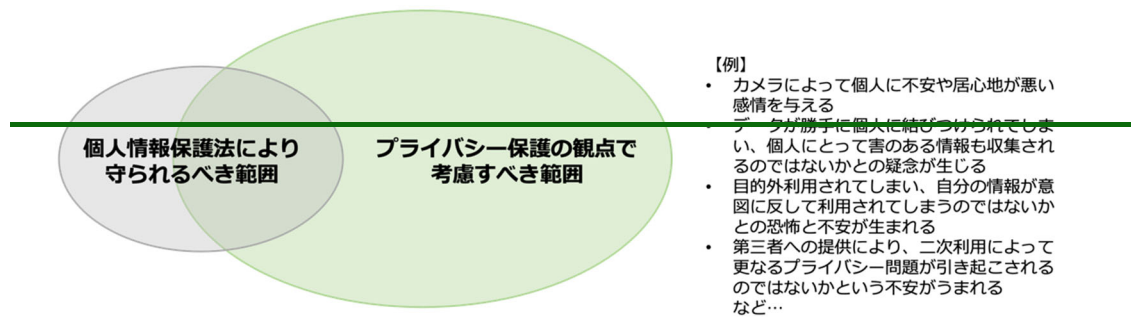 個人情報保護法により
守られるべき範囲
プライバシー保護の観点で
考慮すべき範囲
【例】
• カメラによって個人に不安や居心地が悪い
感情を与える
• データが勝手に個人に結びつけられてしま
い、個人にとって害のある情報も収集され
るのではないかとの疑念が生じる
• 目的外利用されてしまい、自分の情報が意
図に反して利用されてしまうのではないか
との恐怖と不安が生まれる
• 第三者への提供により、二次利用によって
更なるプライバシー問題が引き起こされる
のではないかという不安がうまれる
など…